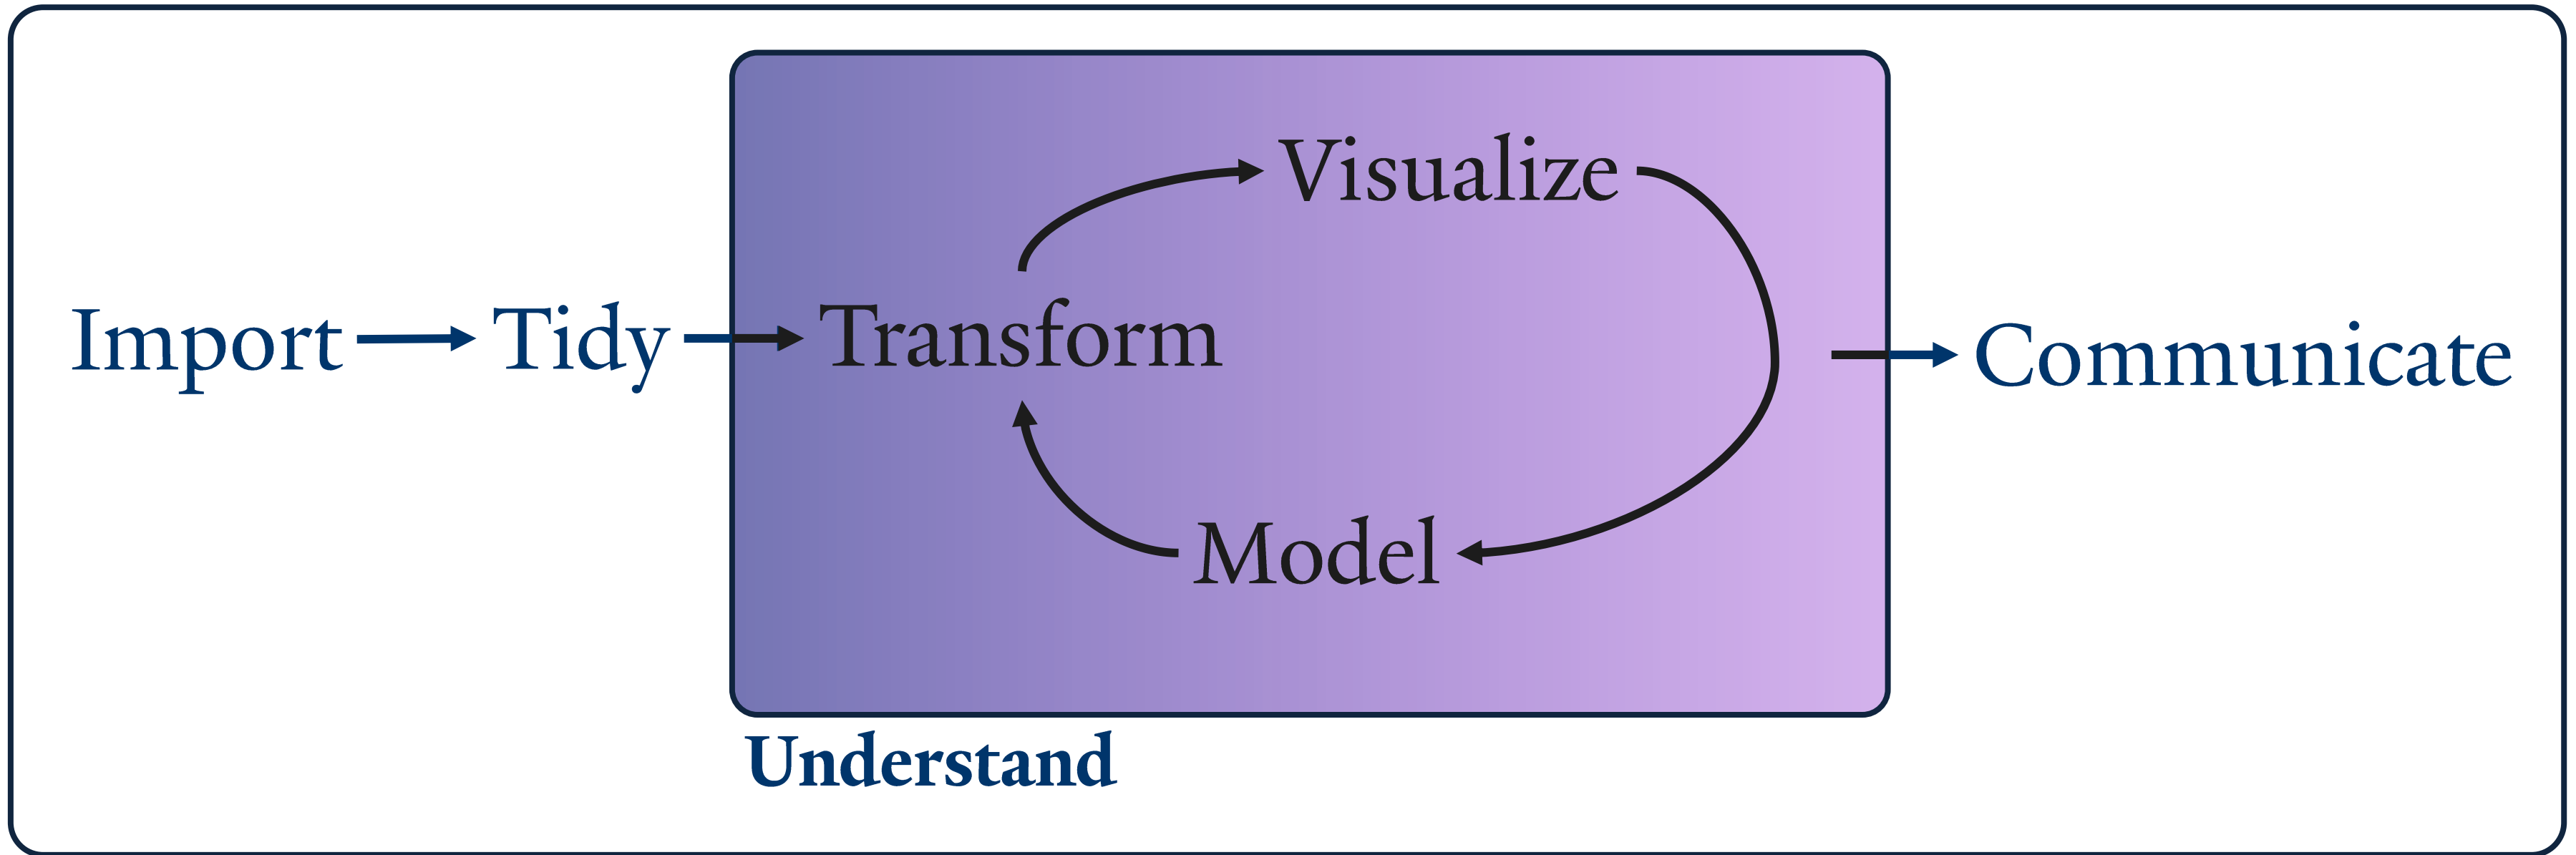 Import
Tidy
Transform
Visualize
Model
Communicate
Understand